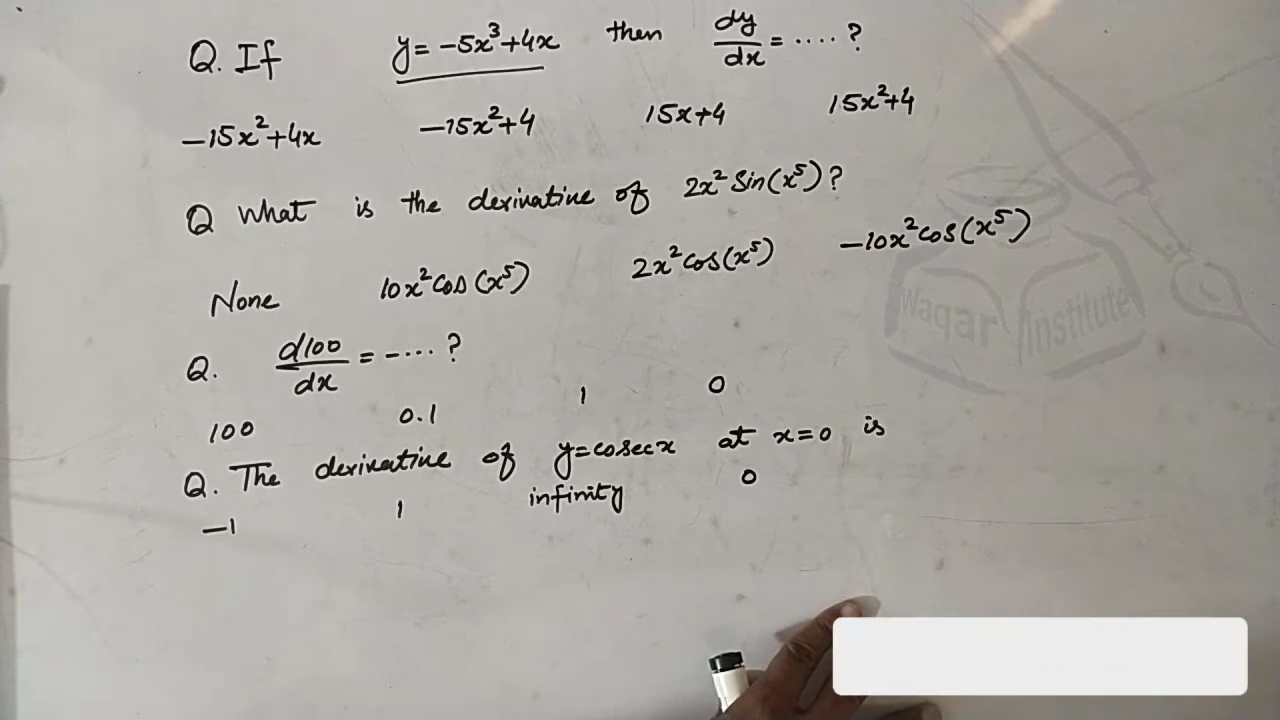 Q. If y = -5x³+4x then dy/dx = ....?
-15x²+4x -15x²+4 15x+4 15x²+4
Q What is the derivative of 2x² Sin(x⁵)?
None 10x² Cos (x⁵) 2x² Cos(x⁵) -10x² Cos(x⁵)
Q. d100/dx = -....?
100 0.1 1 0
Q. The derivative of y=cosecx at x=0 is
-1 1 infinity 0
Waqar institute